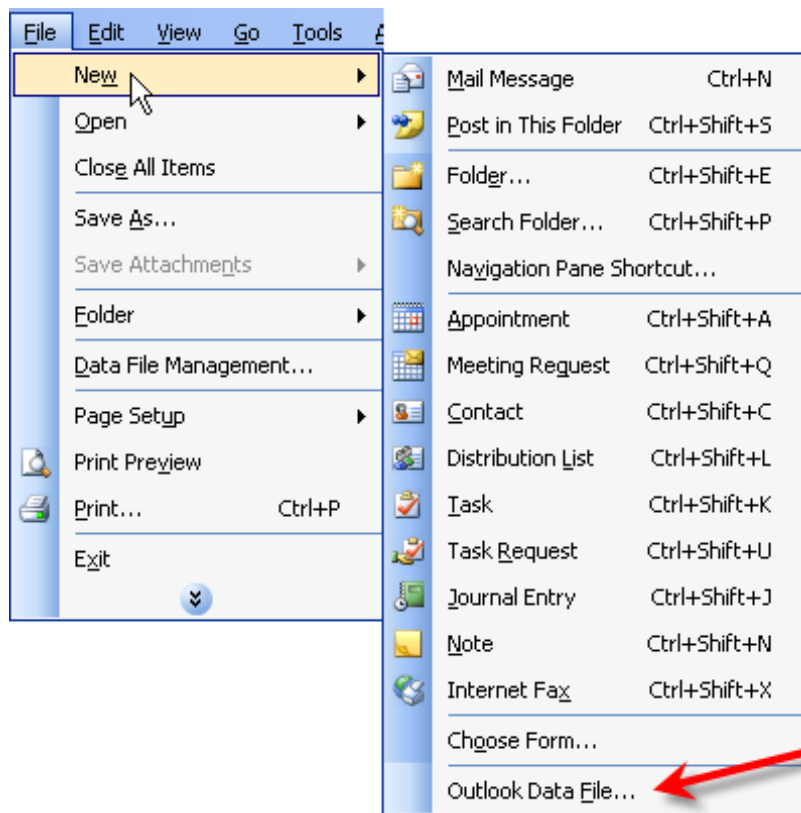 File Edit View Go Tools
New
Open
Close All Items
Save As...
Save Attachments
Folder
Data File Management...
Page Setup
Print Preview
Print... Ctrl+P
Exit
Mail Message Ctrl+N
Post in This Folder Ctrl+Shift+S
Folder... Ctrl+Shift+E
Search Folder... Ctrl+Shift+P
Navigation Pane Shortcut...
Appointment Ctrl+Shift+A
Meeting Request Ctrl+Shift+Q
Contact Ctrl+Shift+C
Distribution List Ctrl+Shift+L
Task Ctrl+Shift+K
Task Request Ctrl+Shift+U
Journal Entry Ctrl+Shift+J
Note Ctrl+Shift+N
Internet Fax Ctrl+Shift+X
Choose Form...
Outlook Data File...